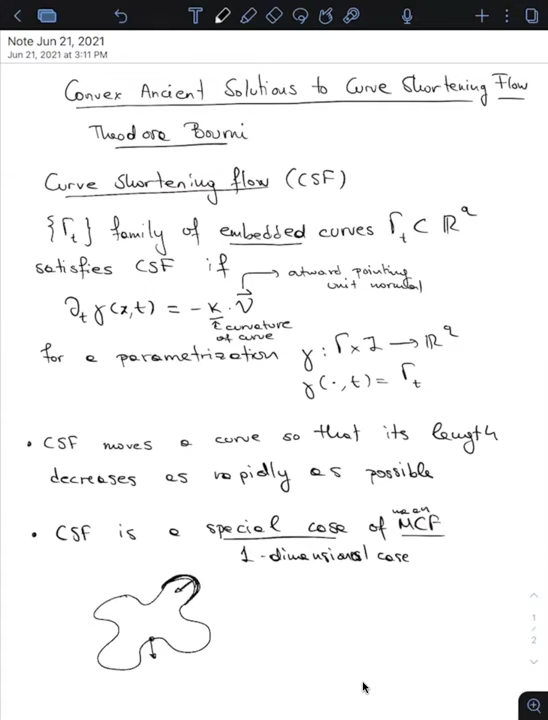 Note Jun 21, 2021
Jun 21, 2021 at 3:11 PM
Convex Ancient Solutions to Curve Shortening Flow
Theodora Bourni
Curve shortening flow (CSF)
{Γₜ} family of embedded curves Γₜ ⊂ ℝ²
satisfies CSF if → outward pointing
unit normal
∂ₜ γ(x,t) = -κ · ν⃗
↑ curvature
of curve
for a parametrization γ : Γ × I → ℝ²
γ(·,t) = Γₜ
• CSF moves a curve so that its length
decreases as rapidly as possible
• CSF is a special case of mean MCF
1-dimensional case
1
/
2